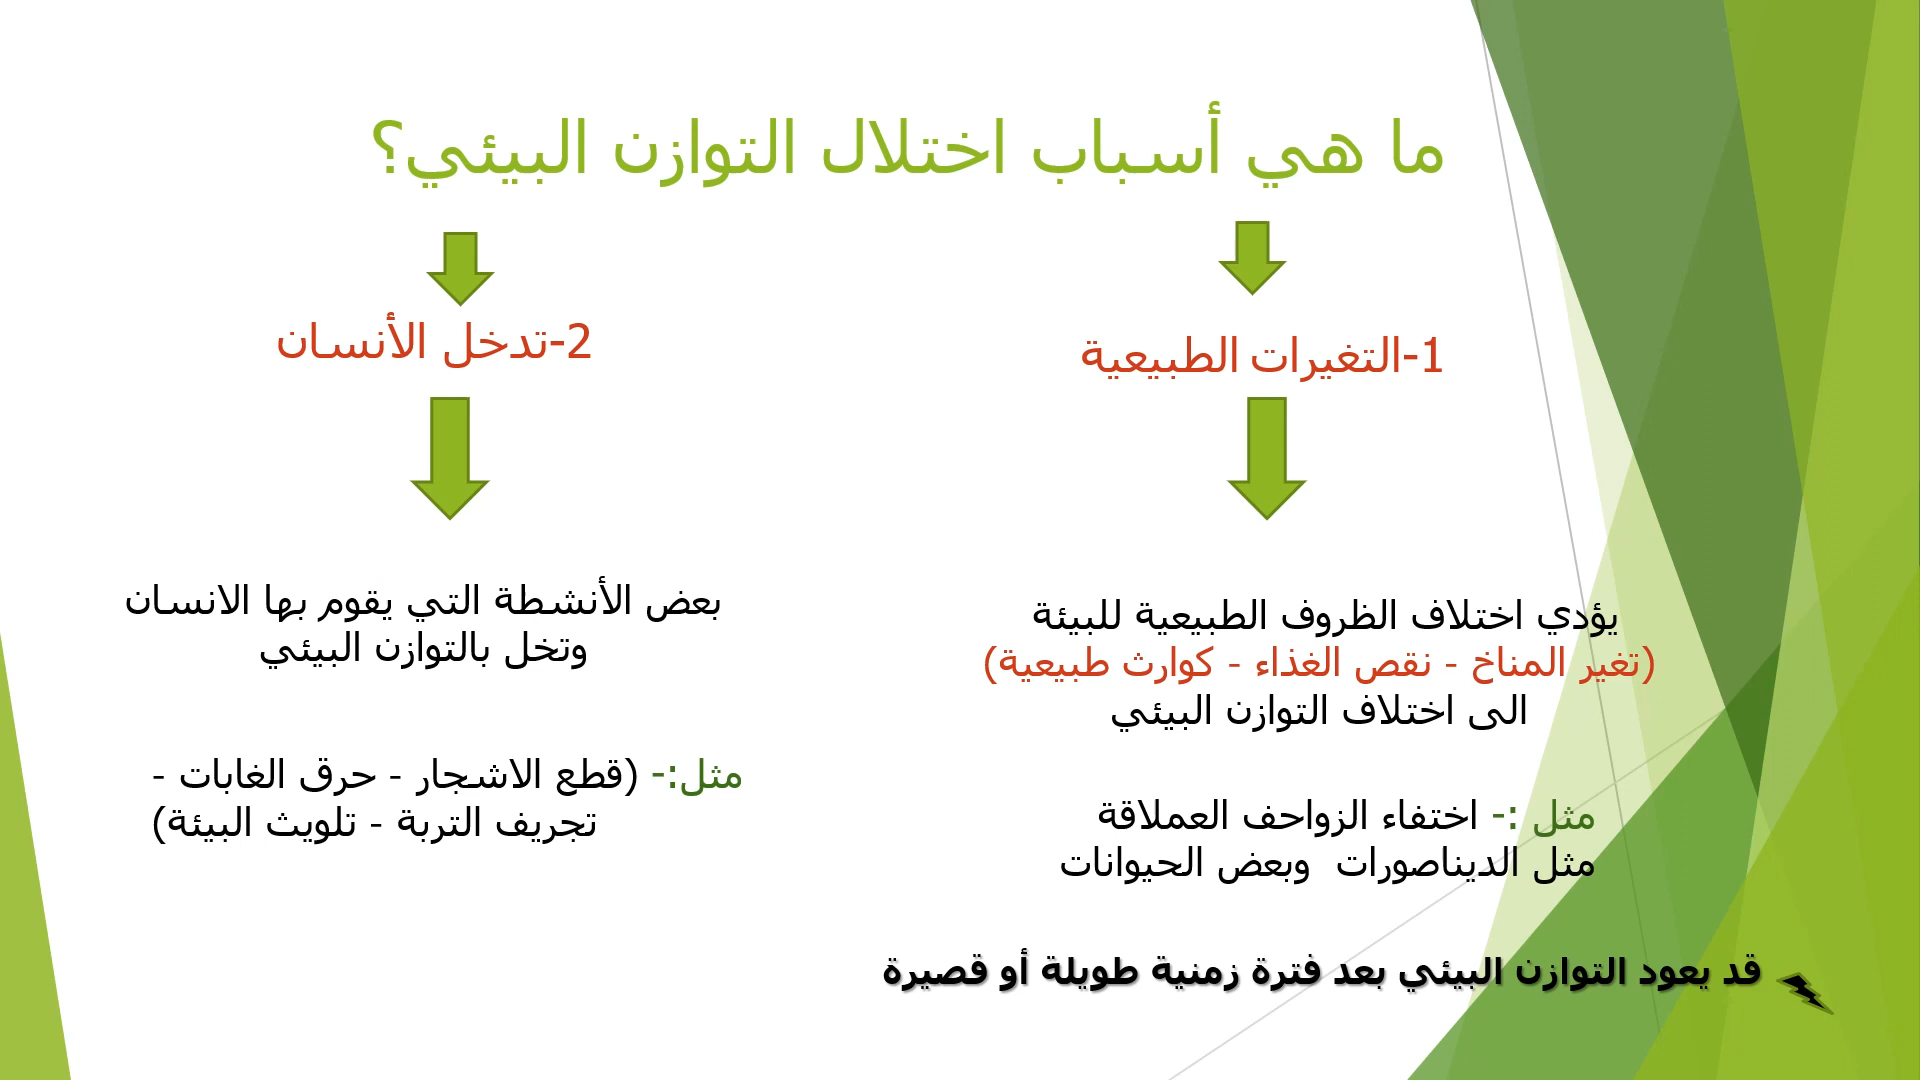 ما هي أسباب اختلال التوازن البيئي؟
1-التغيرات الطبيعية
يؤدي اختلاف الظروف الطبيعية للبيئة
(تغير المناخ - نقص الغذاء - كوارث طبيعية)
الى اختلاف التوازن البيئي
مثل :- اختفاء الزواحف العملاقة
مثل الديناصورات وبعض الحيوانات
2-تدخل الأنسان
بعض الأنشطة التي يقوم بها الانسان
وتخل بالتوازن البيئي
مثل:- (قطع الاشجار - حرق الغابات -
تجريف التربة - تلويث البيئة)
قد يعود التوازن البيئي بعد فترة زمنية طويلة أو قصيرة